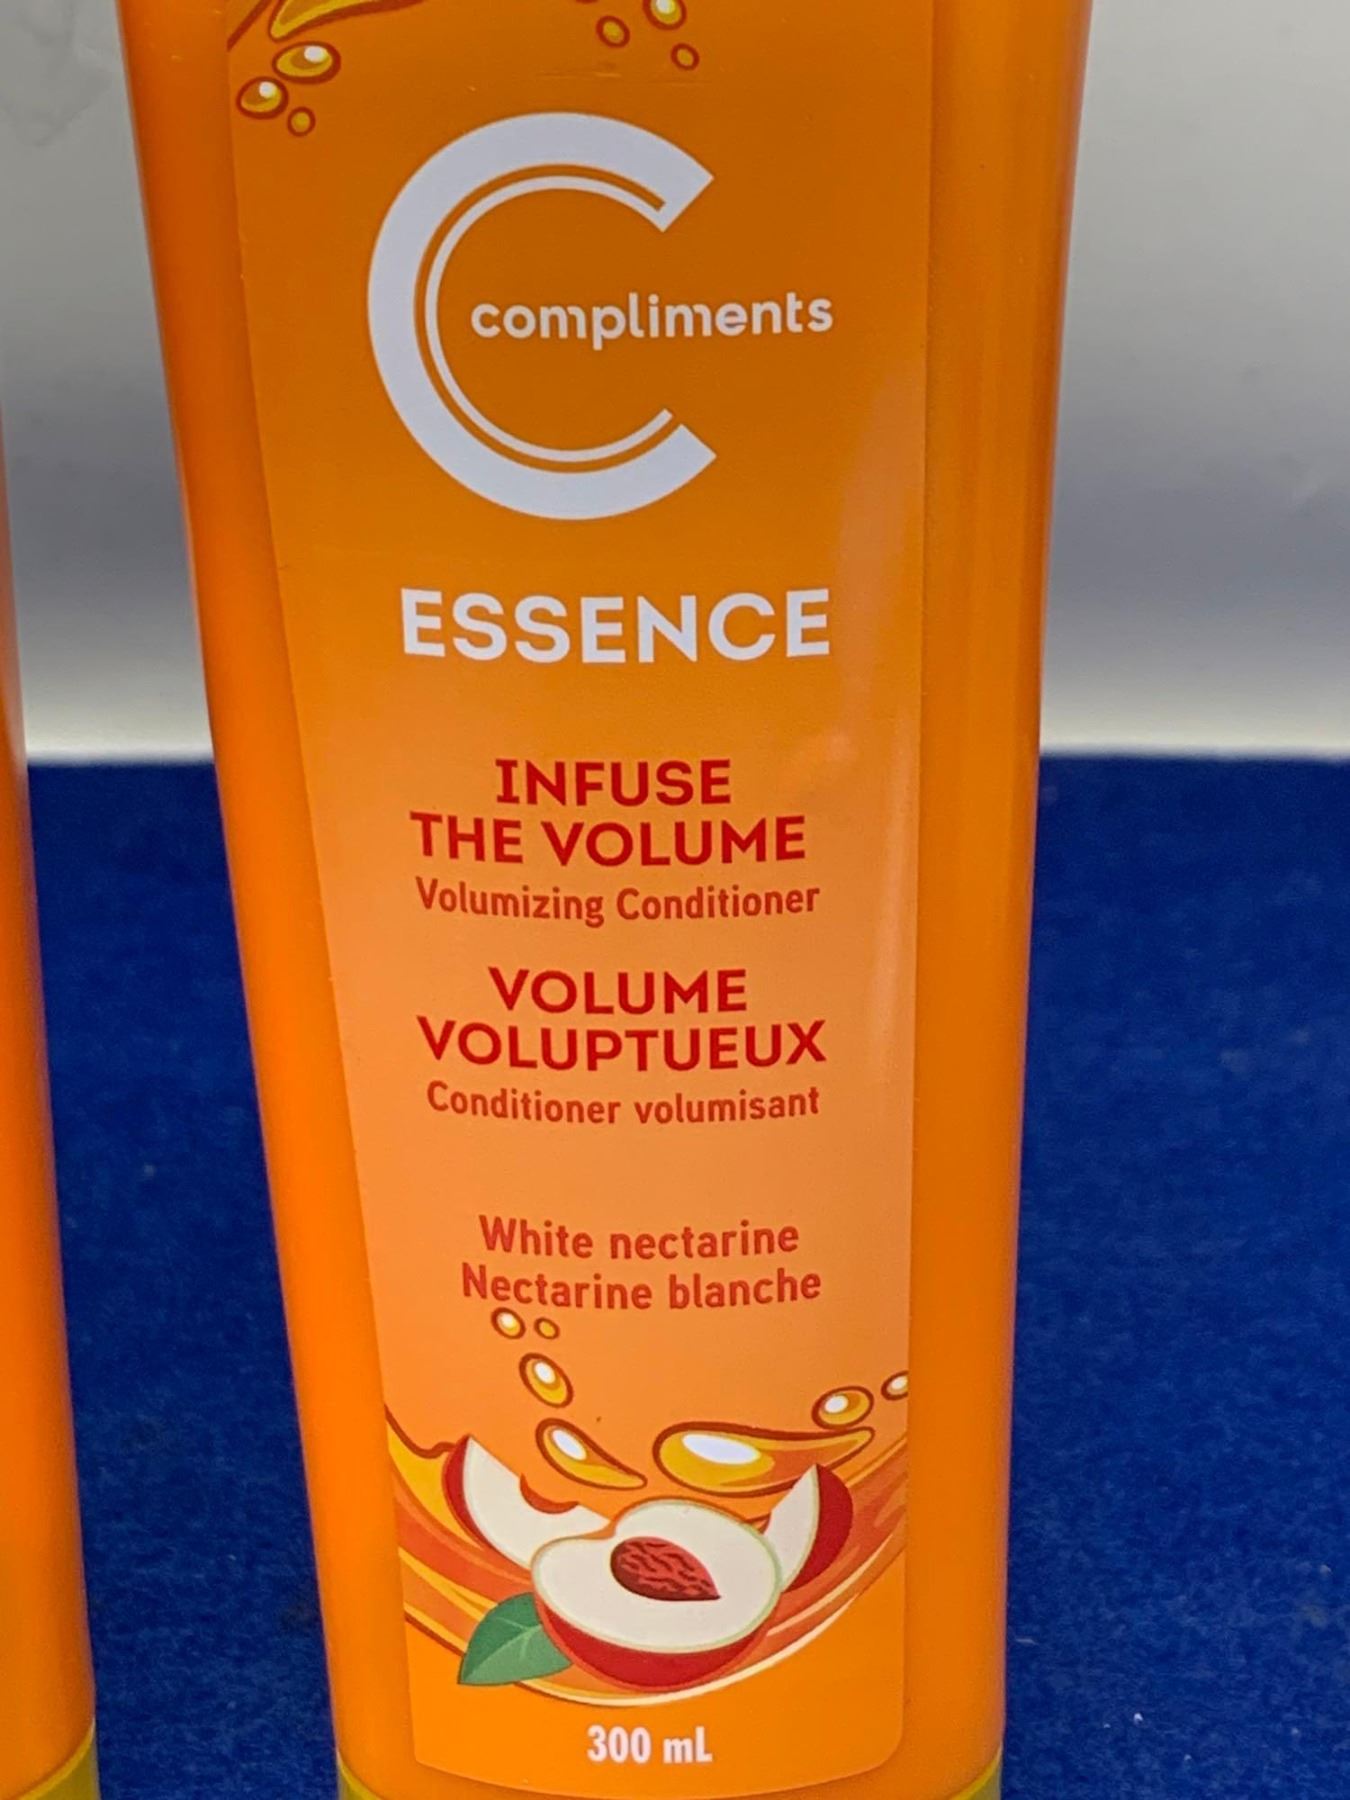 compliments
ESSENCE
INFUSE
THE VOLUME
Volumizing Conditioner
VOLUME
VOLUPTUEUX
Conditioner volumisant
White nectarine
Nectarine blanche
300 mL